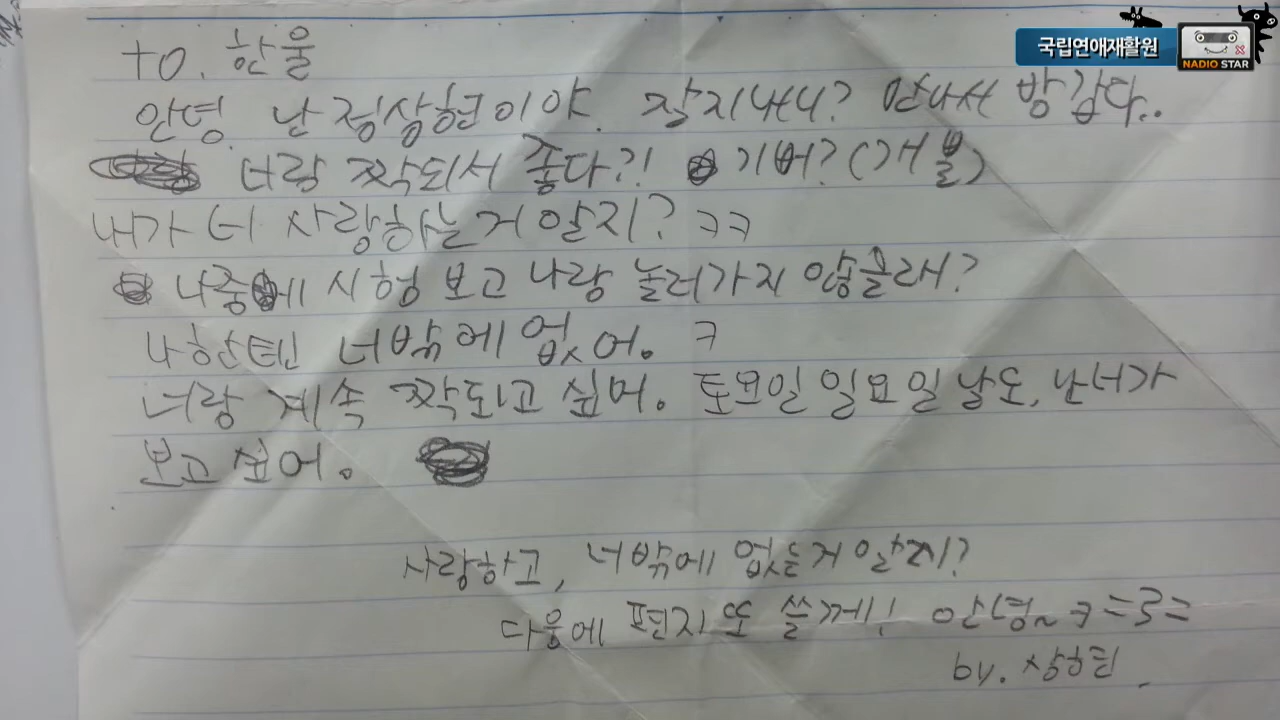 국립연애재활원
NADIO STAR
to. 한울
안녕. 난 정상현이야. 잘지내니? 만나서 방갑다..
너랑 짝되서 좋다?! 기버?(개불)
내가 너 사랑하는거 알지? ㅋㅋ
나중에 시험 보고 나랑 놀러가지 않을래?
나한텐 너밖에 없어. ㅋ
너랑 계속 짝되고 싶어. 토요일 일요일 날도, 난 너가
보고 싶어.
사랑하고, 너밖에 없는거 알지?
다음에 편지 또 쓸께! 안녕~
by. 상현